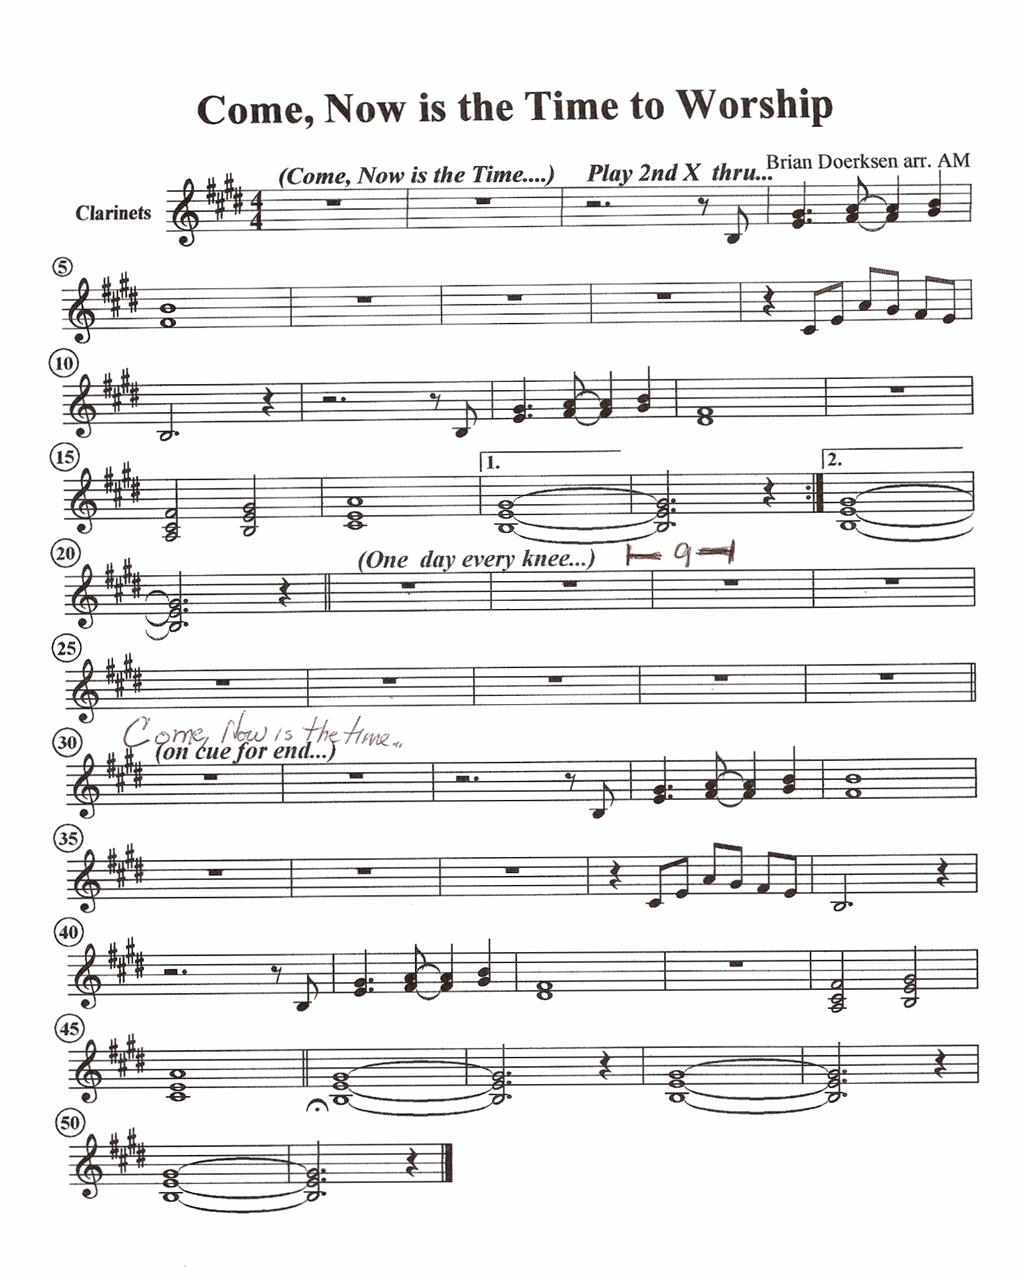 Come, Now is the Time to Worship
Brian Doerksen arr. AM
(Come, Now is the Time....) Play 2nd X thru...
Clarinets
4
4
5
10
15
1.
2.
20
(One day every knee...)
9
25
Come, Now is the time...
30
(on cue for end...)
35
40
45
50